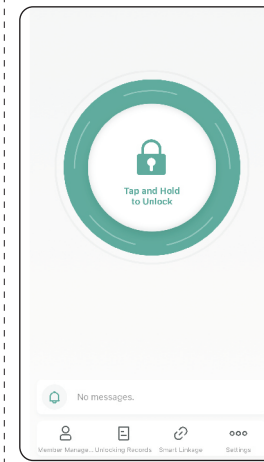 Tap and Hold
to Unlock
No messages.
Member Manage... Unlocking Records Smart Linkage Settings